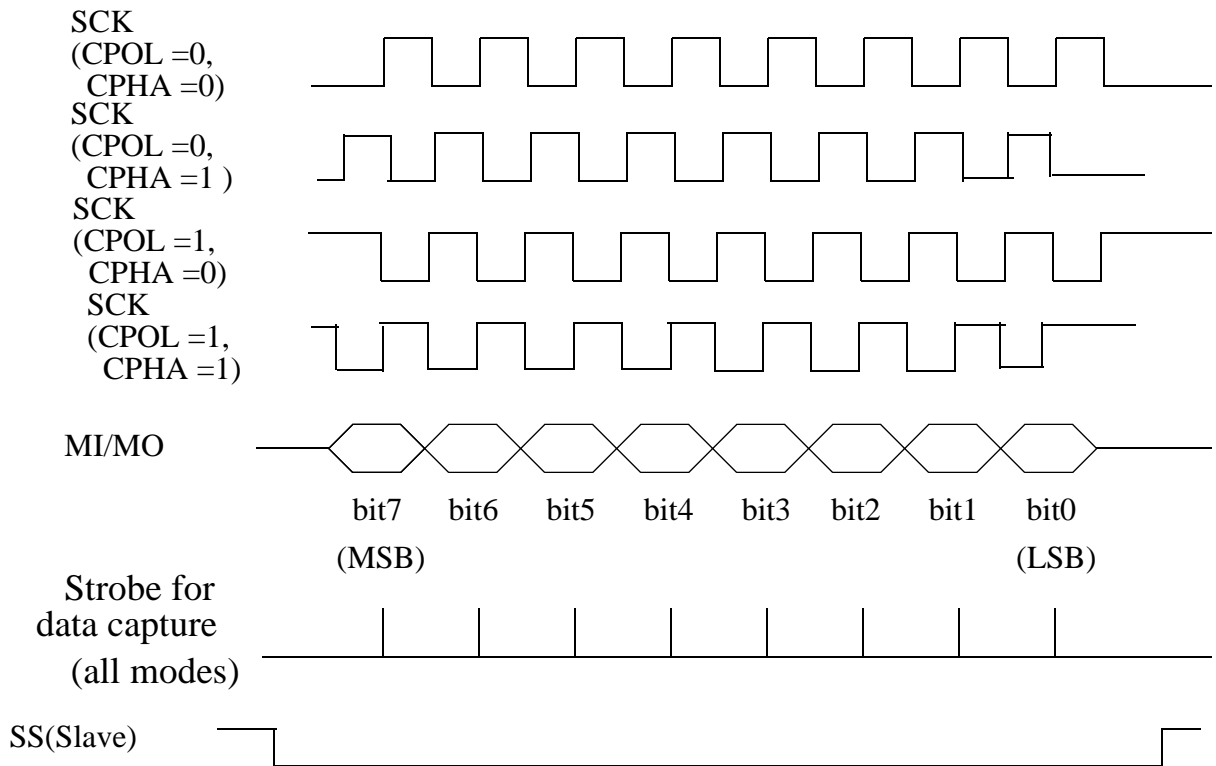 SCK
(CPOL =0,
CPHA =0)
SCK
(CPOL =0,
CPHA =1 )
SCK
(CPOL =1,
CPHA =0)
SCK
(CPOL =1,
CPHA =1)
MI/MO
bit7 bit6 bit5 bit4 bit3 bit2 bit1 bit0
(MSB) (LSB)
Strobe for
data capture
(all modes)
SS(Slave)